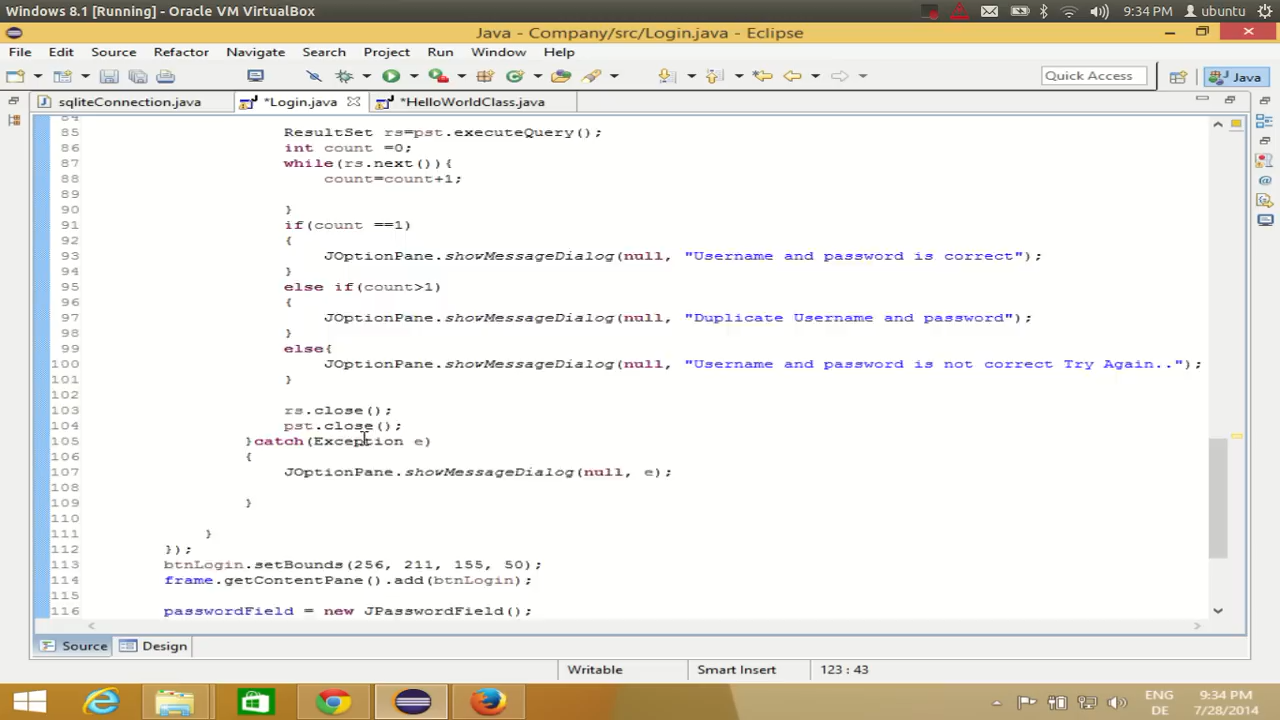 Windows 8.1 [Running] - Oracle VM VirtualBox
9:34 PM
ubuntu
Java - Company/src/Login.java - Eclipse
File Edit Source Refactor Navigate Search Project Run Window Help
Quick Access
Java
sqliteConnection.java
*Login.java
*HelloWorldClass.java
84
85 ResultSet rs=pst.executeQuery();
86 int count =0;
87 while(rs.next()){
88 count=count+1;
89
90 }
91 if(count ==1)
92 {
93 JOptionPane.showMessageDialog(null, "Username and password is correct");
94 }
95 else if(count>1)
96 {
97 JOptionPane.showMessageDialog(null, "Duplicate Username and password");
98 }
99 else{
100 JOptionPane.showMessageDialog(null, "Username and password is not correct Try Again..");
101 }
102
103 rs.close();
104 pst.close();
105 }catch(Exception e)
106 {
107 JOptionPane.showMessageDialog(null, e);
108
109 }
110
111 }
112 });
113 btnLogin.setBounds(256, 211, 155, 50);
114 frame.getContentPane().add(btnLogin);
115
116 passwordField = new JPasswordField();
Source Design
Writable Smart Insert 123 : 43
ENG 9:34 PM
DE 7/28/2014